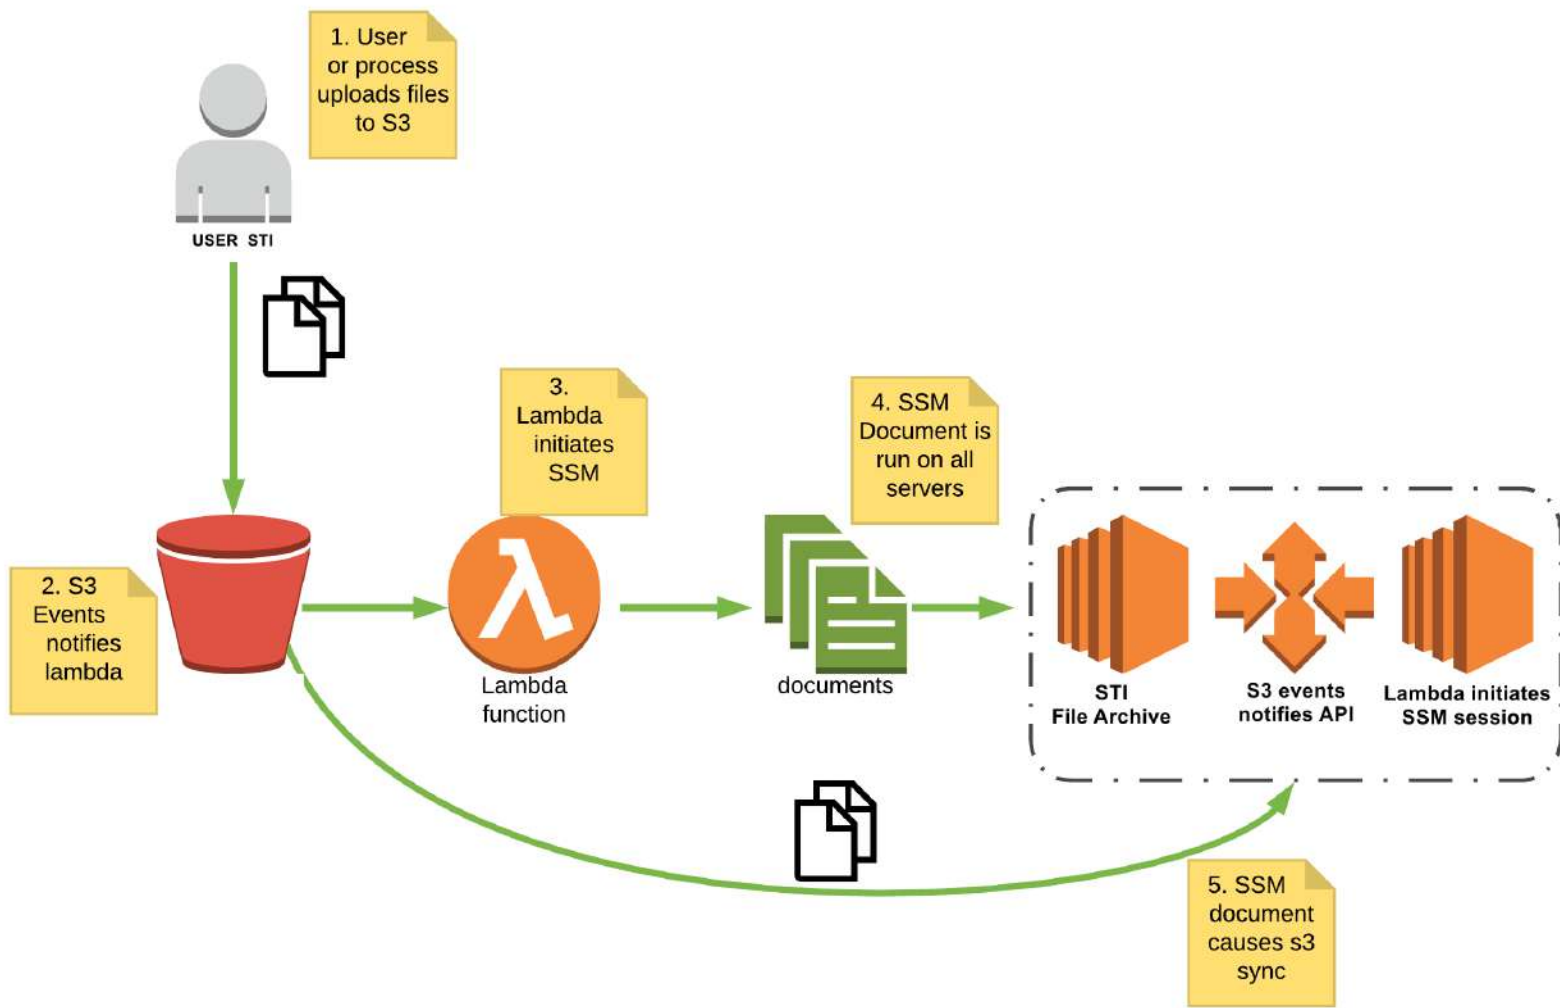 1. User
or process
uploads files
to S3
USER STI
3.
Lambda
initiates
SSM
4. SSM
Document is
run on all
servers
2. S3
Events
notifies
lambda
Lambda
function
documents
STI
File Archive
S3 events
notifies API
Lambda initiates
SSM session
5. SSM
document
causes s3
sync